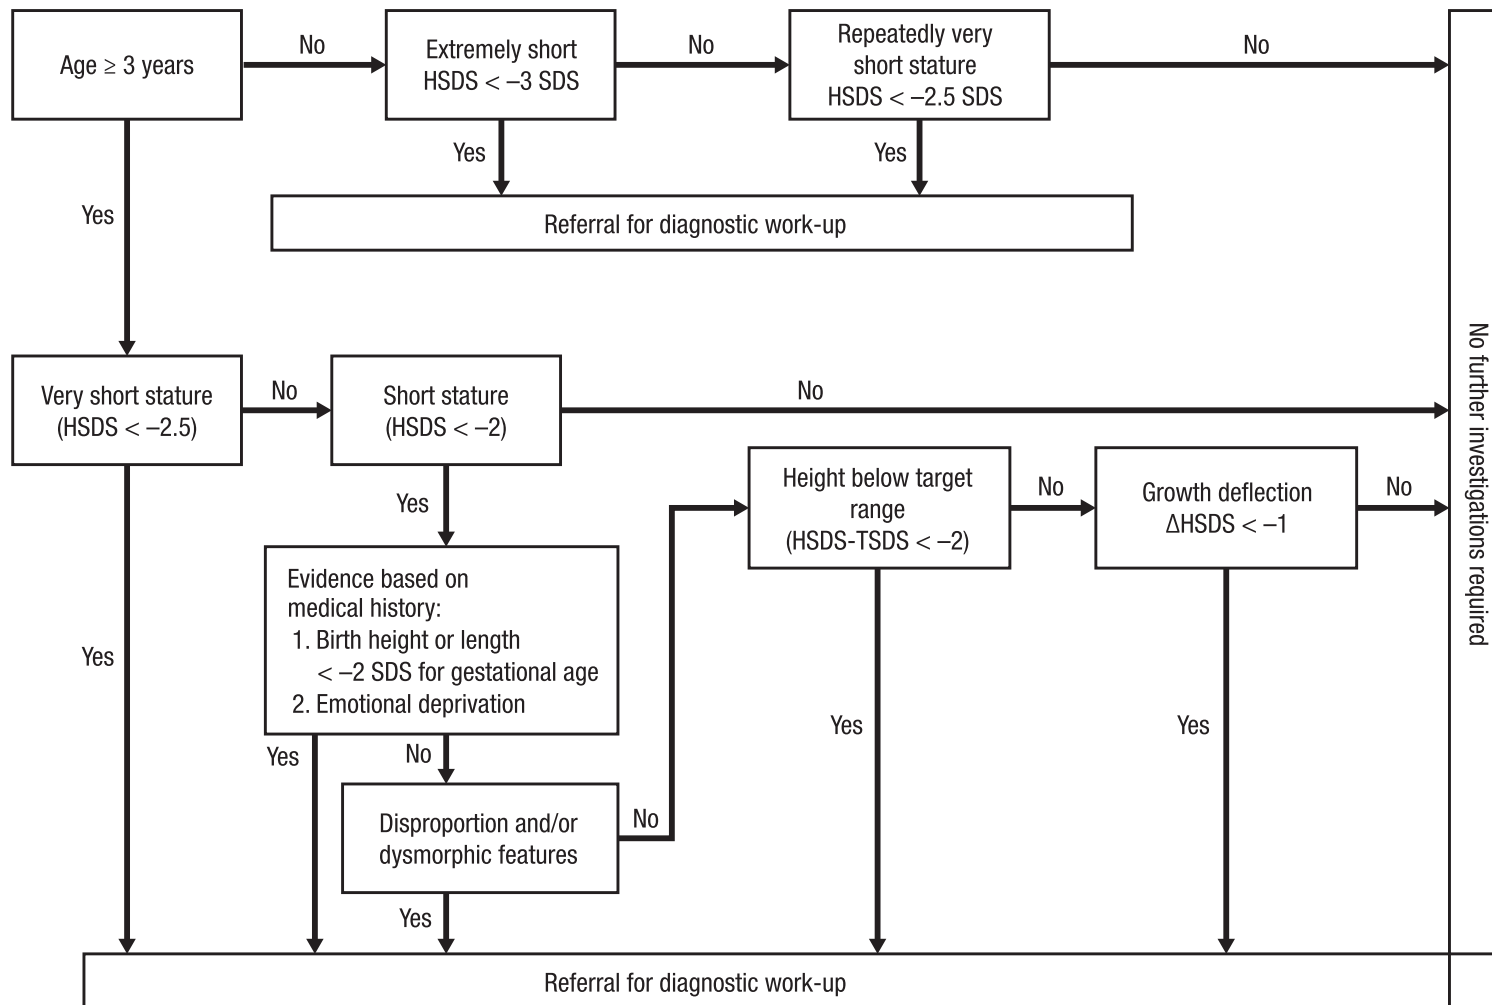 Age ≥ 3 years
No
Extremely short
HSDS < –3 SDS
No
Repeatedly very
short stature
HSDS < –2.5 SDS
No
Yes
Yes
Yes
Referral for diagnostic work-up
Very short stature
(HSDS < –2.5)
No
Short stature
(HSDS < –2)
No
No further investigations required
Yes
Height below target
range
(HSDS-TSDS < –2)
No
Growth deflection
ΔHSDS < –1
No
Evidence based on
medical history:
1. Birth height or length
< –2 SDS for gestational age
2. Emotional deprivation
Yes
Yes
No
Yes
Yes
Disproportion and/or
dysmorphic features
No
Yes
Referral for diagnostic work-up